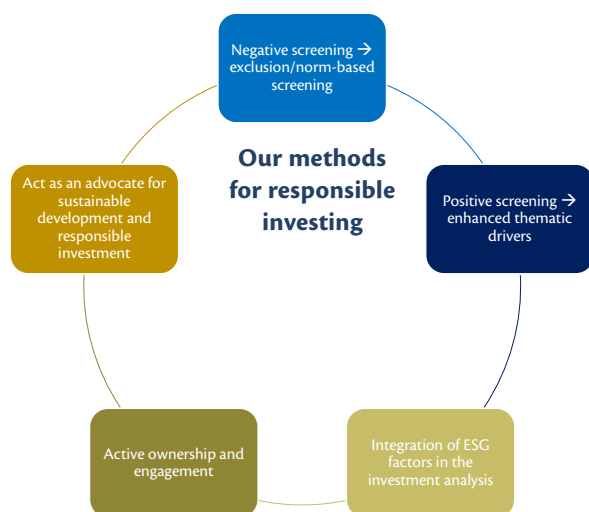 Negative screening →
exclusion/norm-based
screening
Our methods
for responsible
investing
Act as an advocate for
sustainable
development and
responsible
investment
Positive screening →
enhanced thematic
drivers
Active ownership and
engagement
Integration of ESG
factors in the
investment analysis